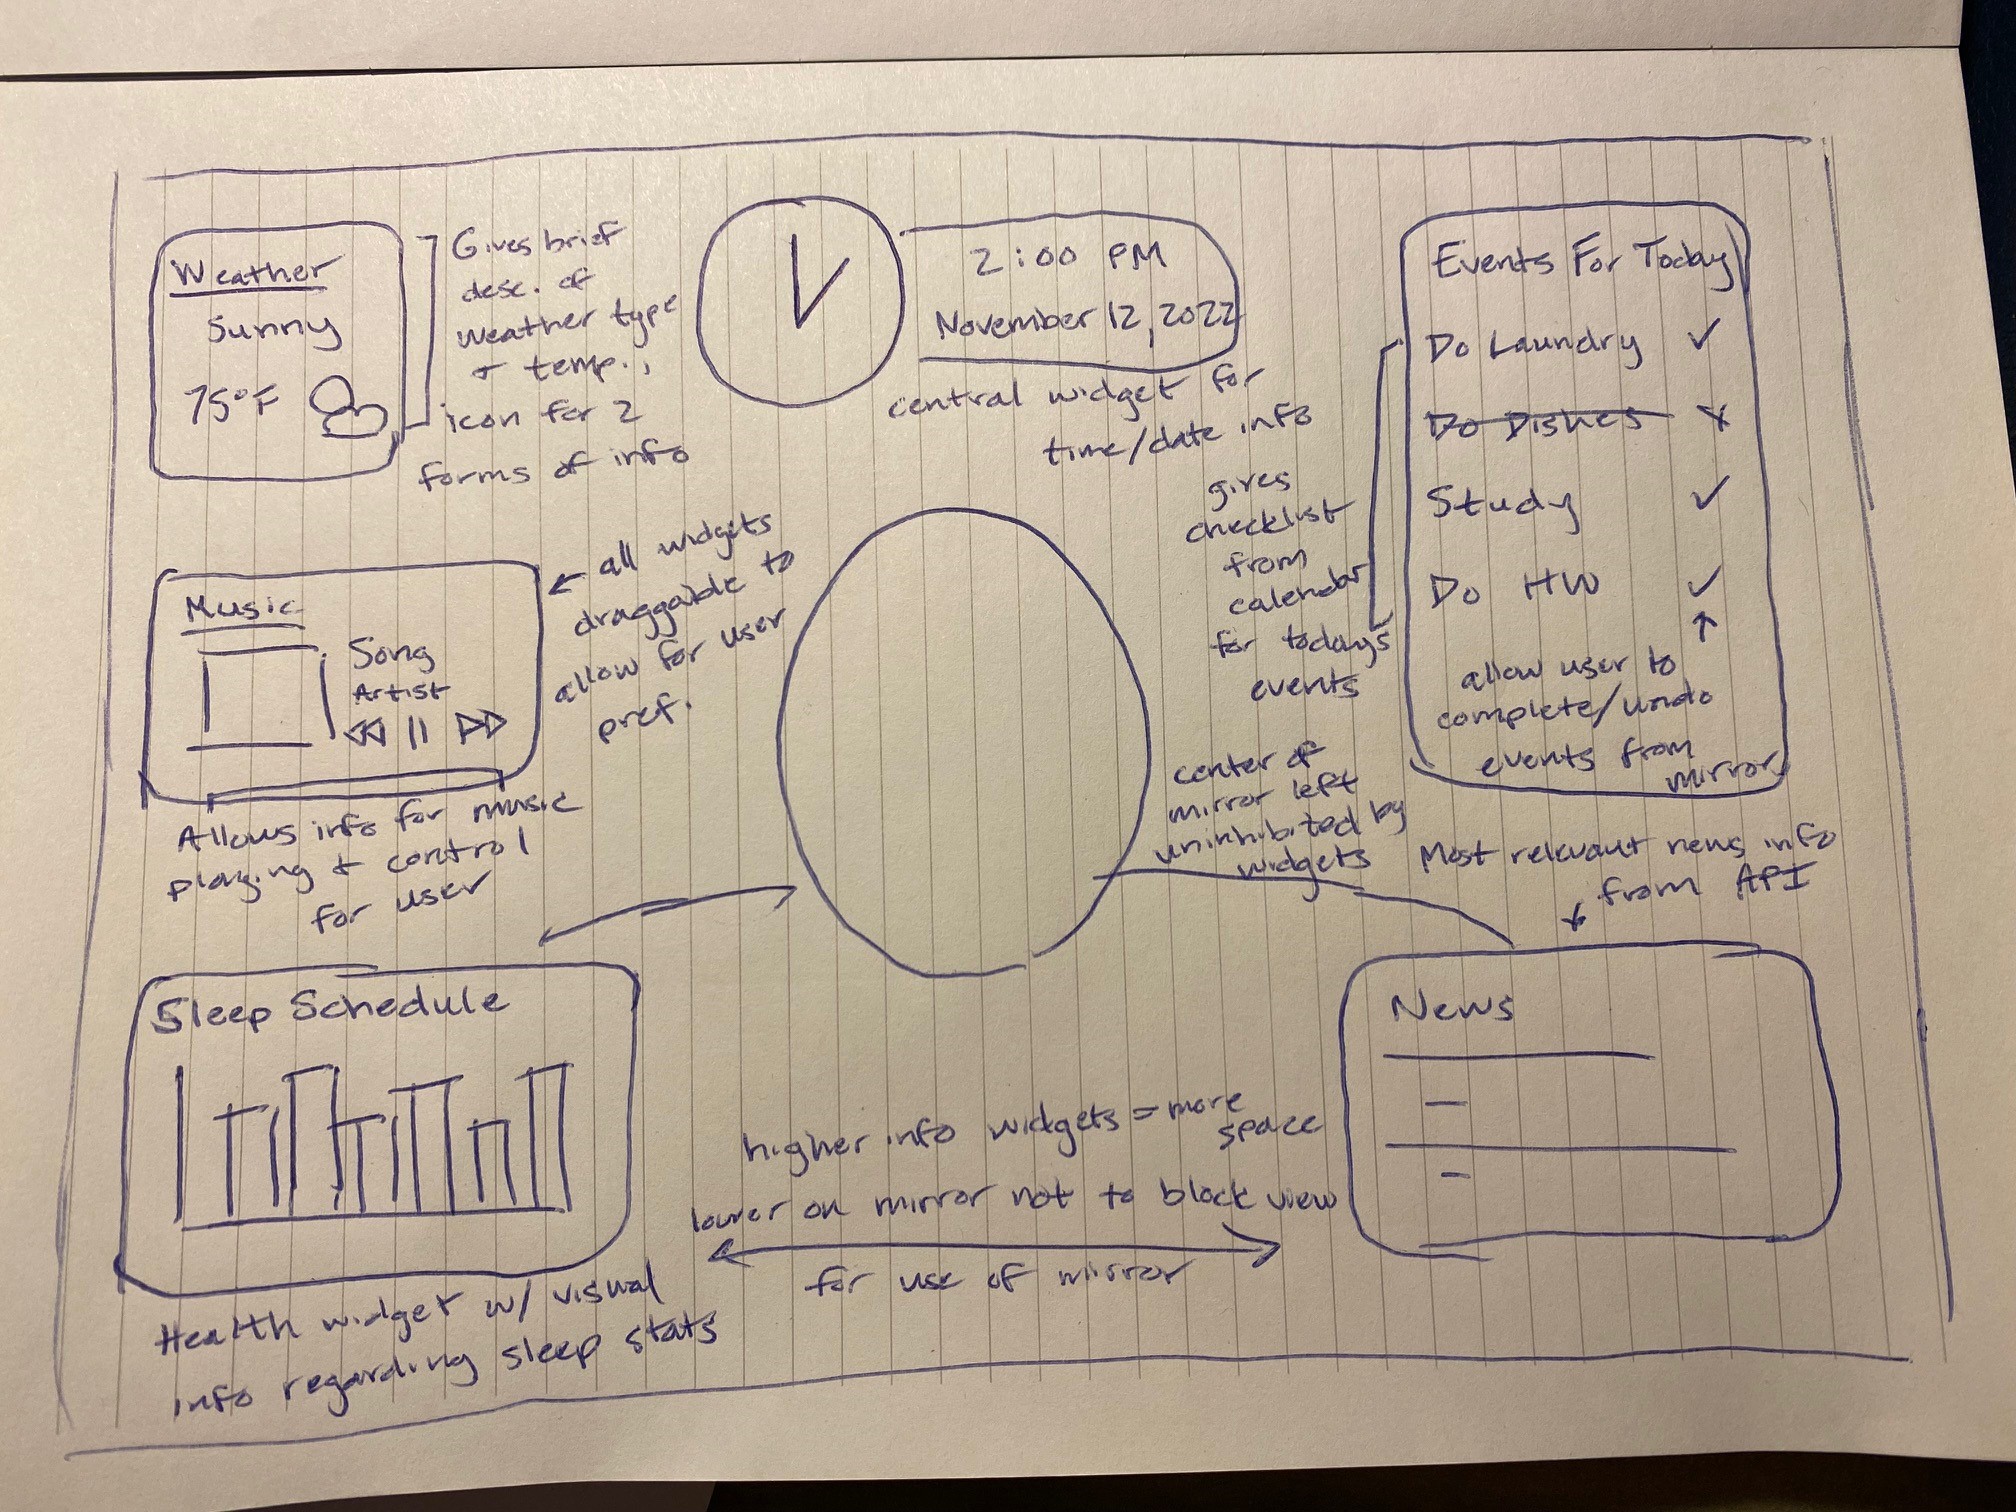 Weather
Sunny
75°F
Gives brief
desc. of
weather type
+ temp.,
icon for 2
forms of info
2:00 PM
November 12, 2022
central widget for
time/date info
Events For Today
Do Laundry ✓
Do Dishes x
Study ✓
Do HW ✓
↑
allow user to
complete/undo
events from
mirror
gives
checklist
from
calendar
for todays
events
Music
Song
Artist
← all widgets
draggable to
allow for user
pref.
Allows info for music
playing + control
for user
center of
mirror left
uninhibited by
widgets
Most relevant news info
from API
Sleep Schedule
News
higher info widgets = more
space
lower on mirror not to block view
for use of mirror
Health widget w/ visual
info regarding sleep stats